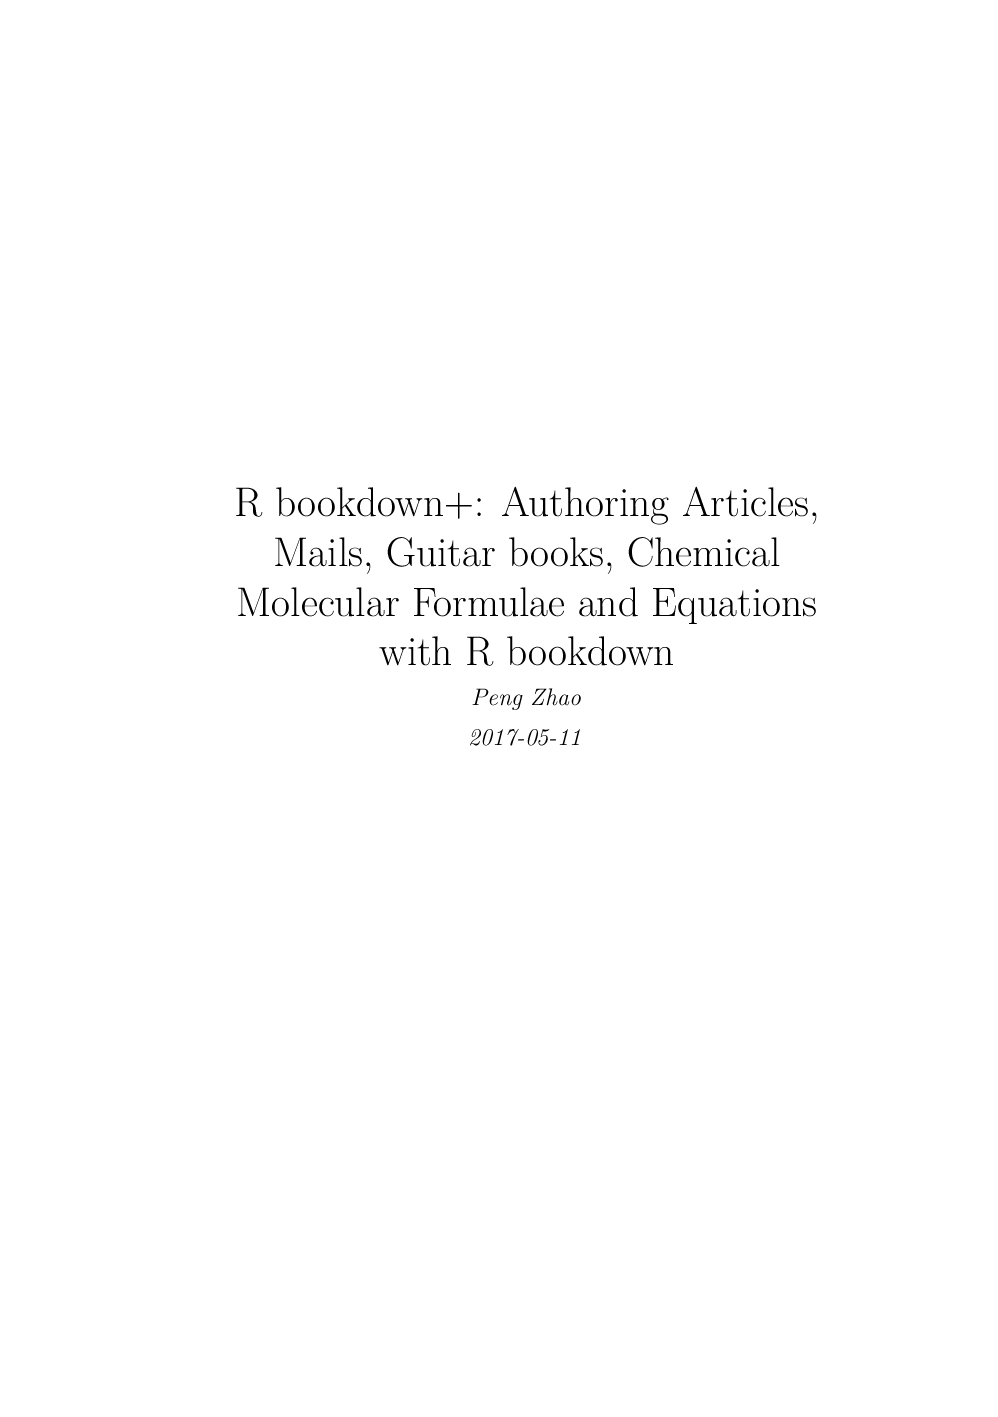 R bookdown+: Authoring Articles,
Mails, Guitar books, Chemical
Molecular Formulae and Equations
with R bookdown
Peng Zhao
2017-05-11